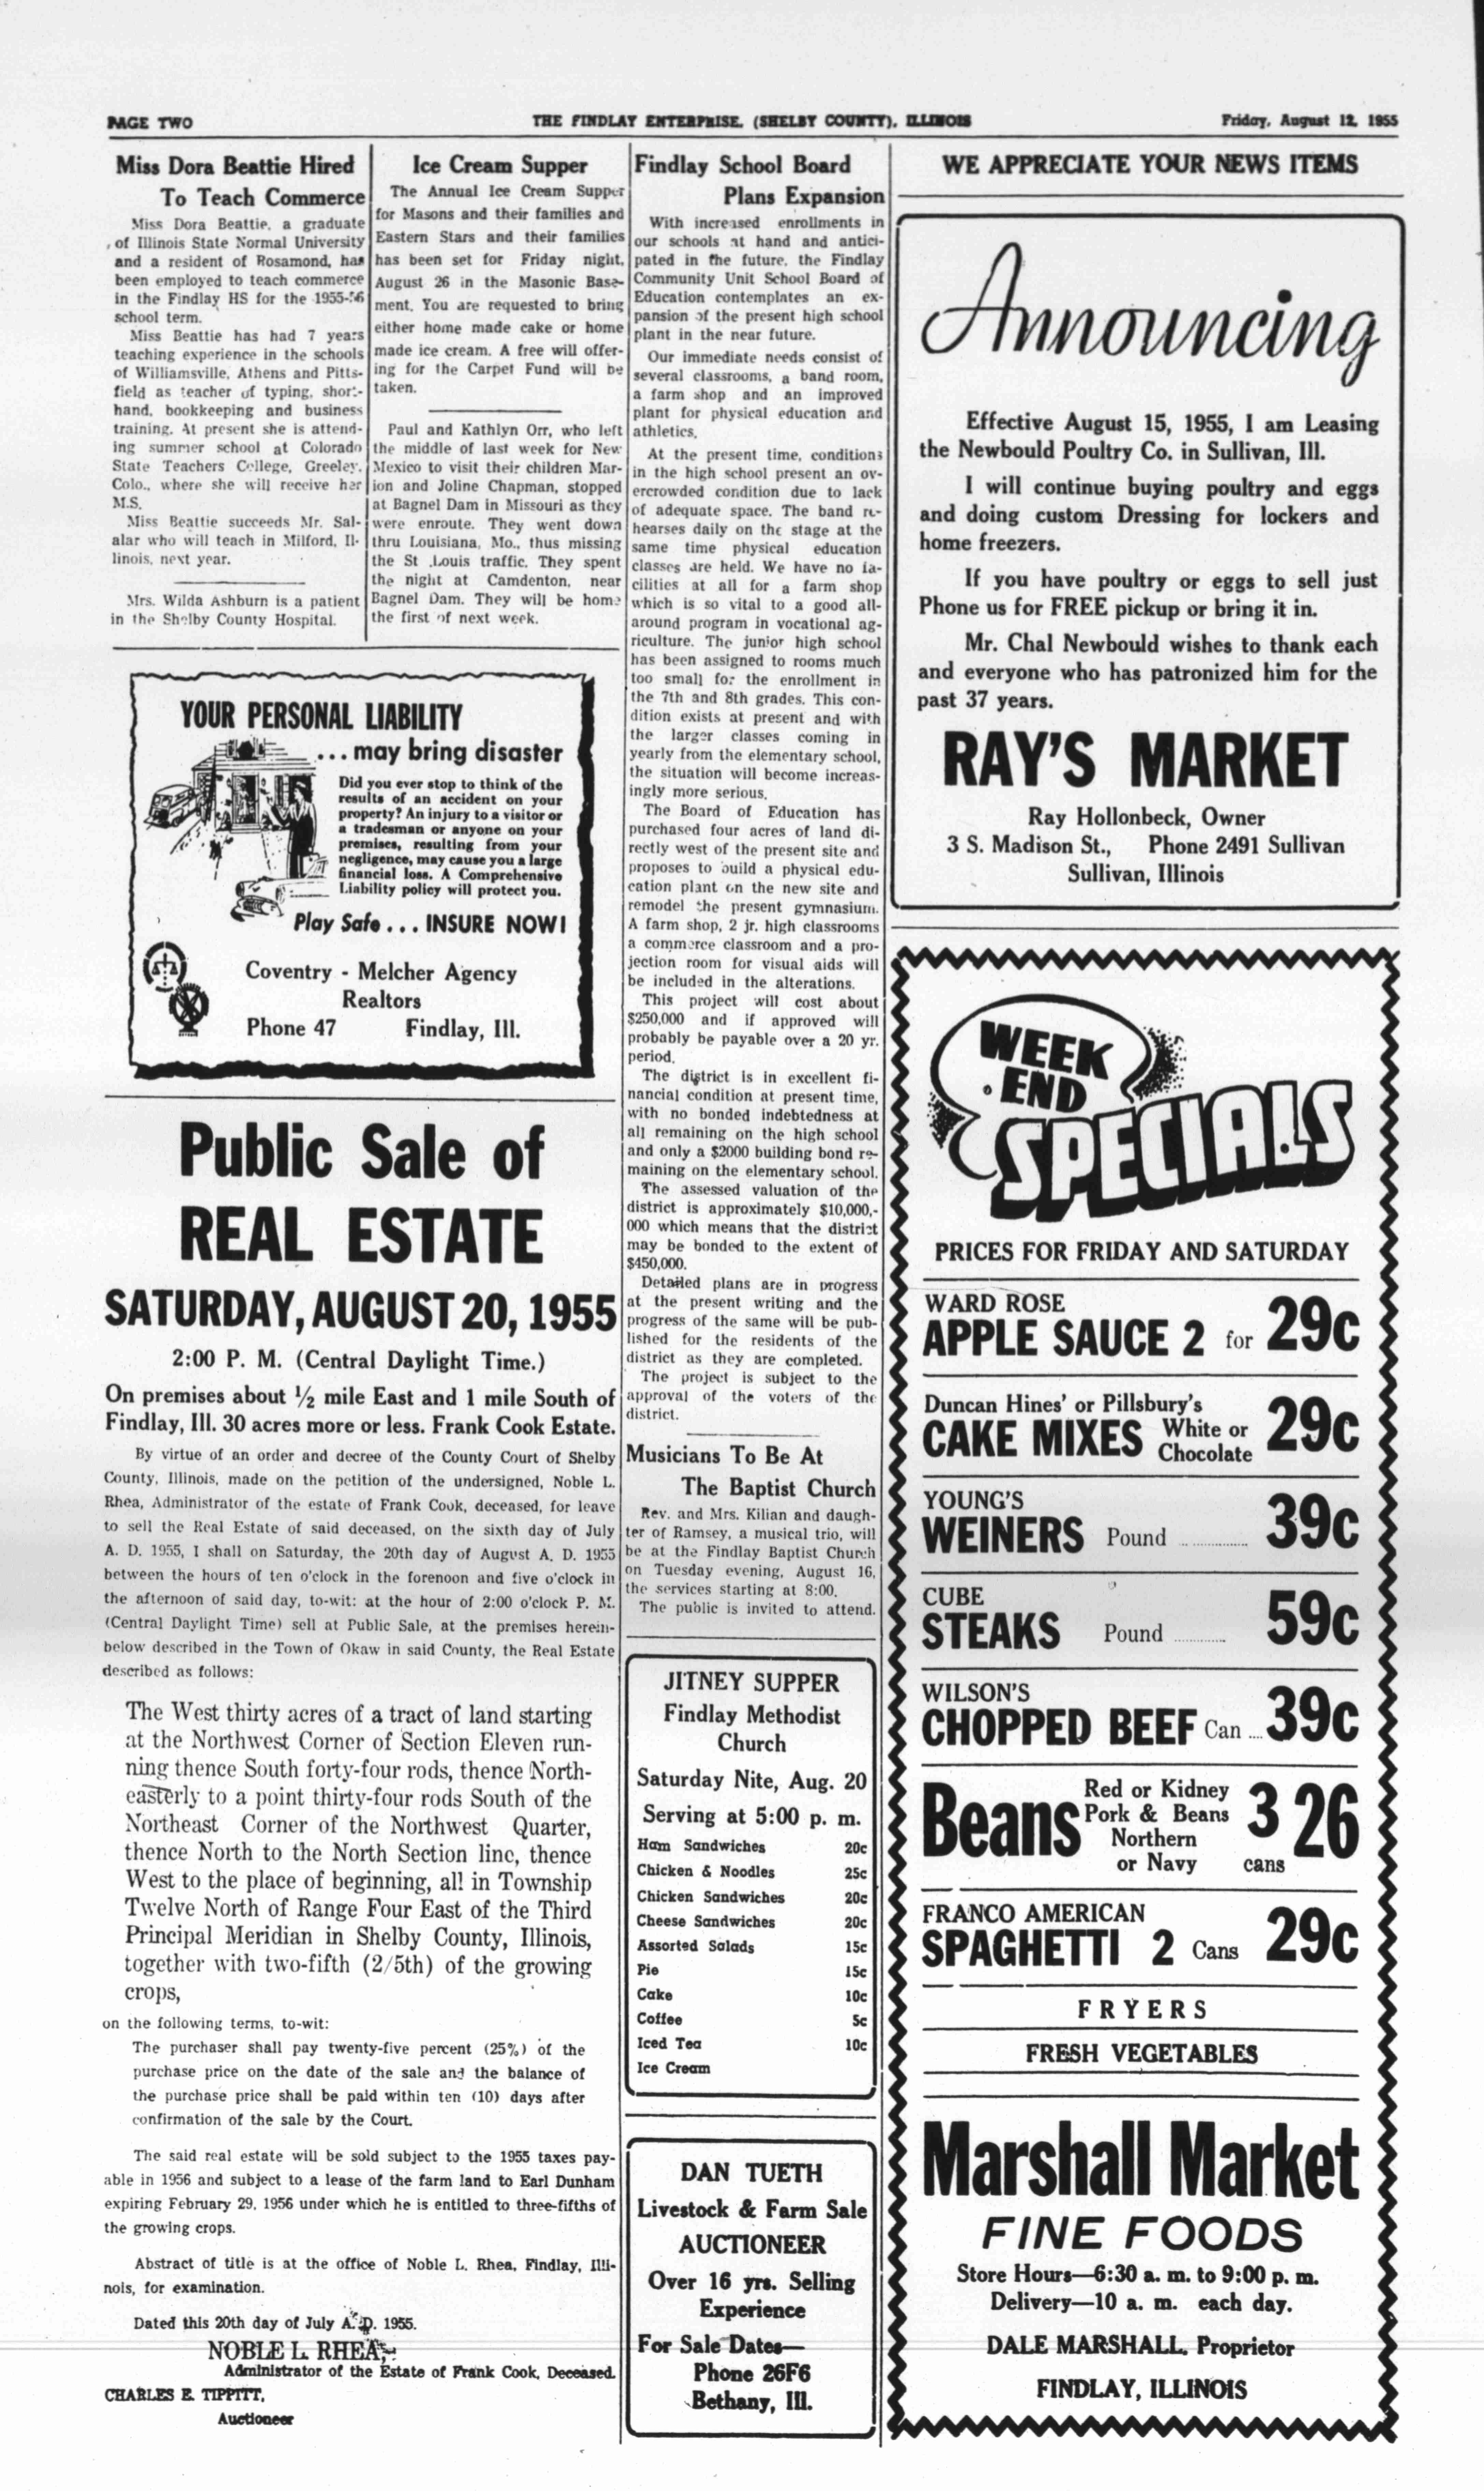 PAGE TWO
THE FINDLAY ENTERPRISE, (SHELBY COUNTY), ILLINOIS
Friday, August 12, 1955
Miss Dora Beattie Hired
To Teach Commerce
Miss Dora Beattie, a graduate
of Illinois State Normal University
and a resident of Rosamond, has
been employed to teach commerce
in the Findlay HS for the 1955-56
school term.
Miss Beattie has had 7 years
teaching experience in the schools
of Williamsville, Athens and Pitts-
field as teacher of typing, short-
hand, bookkeeping and business
training. At present she is attend-
ing summer school at Colorado
State Teachers College, Greeley,
Colo., where she will receive her
M.S.
Miss Beattie succeeds Mr. Sal-
alar who will teach in Milford, Il-
linois, next year.
Mrs. Wilda Ashburn is a patient
in the Shelby County Hospital.
Ice Cream Supper
The Annual Ice Cream Supper
for Masons and their families and
Eastern Stars and their families
has been set for Friday night,
August 26 in the Masonic Base-
ment. You are requested to bring
either home made cake or home
made ice cream. A free will offer-
ing for the Carpet Fund will be
taken.
Paul and Kathlyn Orr, who left
the middle of last week for New
Mexico to visit their children Mar-
ion and Joline Chapman, stopped
at Bagnel Dam in Missouri as they
were enroute. They went down
thru Louisiana, Mo., thus missing
the St .Louis traffic. They spent
the night at Camdenton, near
Bagnel Dam. They will be home
the first of next week.
YOUR PERSONAL LIABILITY
... may bring disaster
Did you ever stop to think of the
results of an accident on your
property? An injury to a visitor or
a tradesman or anyone on your
premises, resulting from your
negligence, may cause you a large
financial loss. A Comprehensive
Liability policy will protect you.
Play Safe . . . INSURE NOW!
Coventry - Melcher Agency
Realtors
Phone 47 Findlay, Ill.
Public Sale of
REAL ESTATE
SATURDAY, AUGUST 20, 1955
2:00 P. M. (Central Daylight Time.)
On premises about ½ mile East and 1 mile South of
Findlay, Ill. 30 acres more or less. Frank Cook Estate.
By virtue of an order and decree of the County Court of Shelby
County, Illinois, made on the petition of the undersigned, Noble L.
Rhea, Administrator of the estate of Frank Cook, deceased, for leave
to sell the Real Estate of said deceased, on the sixth day of July
A. D. 1955, I shall on Saturday, the 20th day of August A. D. 1955
between the hours of ten o'clock in the forenoon and five o'clock in
the afternoon of said day, to-wit: at the hour of 2:00 o'clock P. M.
(Central Daylight Time) sell at Public Sale, at the premises herein-
below described in the Town of Okaw in said County, the Real Estate
described as follows:
The West thirty acres of a tract of land starting
at the Northwest Corner of Section Eleven run-
ning thence South forty-four rods, thence North-
easterly to a point thirty-four rods South of the
Northeast Corner of the Northwest Quarter,
thence North to the North Section line, thence
West to the place of beginning, all in Township
Twelve North of Range Four East of the Third
Principal Meridian in Shelby County, Illinois,
together with two-fifth (2/5th) of the growing
crops,
on the following terms, to-wit:
The purchaser shall pay twenty-five percent (25%) of the
purchase price on the date of the sale and the balance of
the purchase price shall be paid within ten (10) days after
confirmation of the sale by the Court.
The said real estate will be sold subject to the 1955 taxes pay-
able in 1956 and subject to a lease of the farm land to Earl Dunham
expiring February 29, 1956 under which he is entitled to three-fifths of
the growing crops.
Abstract of title is at the office of Noble L. Rhea, Findlay, Illi-
nois, for examination.
Dated this 20th day of July A. D. 1955.
NOBLE L. RHEA,
Administrator of the Estate of Frank Cook, Deceased.
CHARLES E. TIPPITT,
Auctioneer
Findlay School Board
Plans Expansion
With increased enrollments in
our schools at hand and antici-
pated in the future, the Findlay
Community Unit School Board of
Education contemplates an ex-
pansion of the present high school
plant in the near future.
Our immediate needs consist of
several classrooms, a band room,
a farm shop and an improved
plant for physical education and
athletics.
At the present time, conditions
in the high school present an ov-
ercrowded condition due to lack
of adequate space. The band re-
hearses daily on the stage at the
same time physical education
classes are held. We have no fa-
cilities at all for a farm shop
which is so vital to a good all-
around program in vocational ag-
riculture. The junior high school
has been assigned to rooms much
too small for the enrollment in
the 7th and 8th grades. This con-
dition exists at present and with
the larger classes coming in
yearly from the elementary school,
the situation will become increas-
ingly more serious.
The Board of Education has
purchased four acres of land di-
rectly west of the present site and
proposes to build a physical edu-
cation plant on the new site and
remodel the present gymnasium.
A farm shop, 2 jr. high classrooms
a commerce classroom and a pro-
jection room for visual aids will
be included in the alterations.
This project will cost about
$250,000 and if approved will
probably be payable over a 20 yr.
period.
The district is in excellent fi-
nancial condition at present time,
with no bonded indebtedness at
all remaining on the high school
and only a $2000 building bond re-
maining on the elementary school.
The assessed valuation of the
district is approximately $10,000,-
000 which means that the district
may be bonded to the extent of
$450,000.
Detailed plans are in progress
at the present writing and the
progress of the same will be pub-
lished for the residents of the
district as they are completed.
The project is subject to the
approval of the voters of the
district.
Musicians To Be At
The Baptist Church
Rev. and Mrs. Kilian and daugh-
ter of Ramsey, a musical trio, will
be at the Findlay Baptist Church
on Tuesday evening, August 16,
the services starting at 8:00.
The public is invited to attend.
JITNEY SUPPER
Findlay Methodist
Church
Saturday Nite, Aug. 20
Serving at 5:00 p. m.
Ham Sandwiches 20c
Chicken & Noodles 25c
Chicken Sandwiches 20c
Cheese Sandwiches 20c
Assorted Salads 15c
Pie 15c
Cake 10c
Coffee 5c
Iced Tea 10c
Ice Cream
DAN TUETH
Livestock & Farm Sale
AUCTIONEER
Over 16 yrs. Selling
Experience
For Sale Dates—
Phone 26F6
Bethany, Ill.
WE APPRECIATE YOUR NEWS ITEMS
Announcing
Effective August 15, 1955, I am Leasing
the Newbould Poultry Co. in Sullivan, Ill.
I will continue buying poultry and eggs
and doing custom Dressing for lockers and
home freezers.
If you have poultry or eggs to sell just
Phone us for FREE pickup or bring it in.
Mr. Chal Newbould wishes to thank each
and everyone who has patronized him for the
past 37 years.
RAY'S MARKET
Ray Hollonbeck, Owner
3 S. Madison St., Phone 2491 Sullivan
Sullivan, Illinois
WEEK
END
SPECIALS
PRICES FOR FRIDAY AND SATURDAY
WARD ROSE
APPLE SAUCE 2 for 29c
Duncan Hines' or Pillsbury's
CAKE MIXES White or Chocolate 29c
YOUNG'S
WEINERS Pound 39c
CUBE
STEAKS Pound 59c
WILSON'S
CHOPPED BEEF Can 39c
Beans Red or Kidney
Pork & Beans
Northern
or Navy
3 cans 26
FRANCO AMERICAN
SPAGHETTI 2 Cans 29c
FRYERS
FRESH VEGETABLES
Marshall Market
FINE FOODS
Store Hours—6:30 a. m. to 9:00 p. m.
Delivery—10 a. m. each day.
DALE MARSHALL, Proprietor
FINDLAY, ILLINOIS